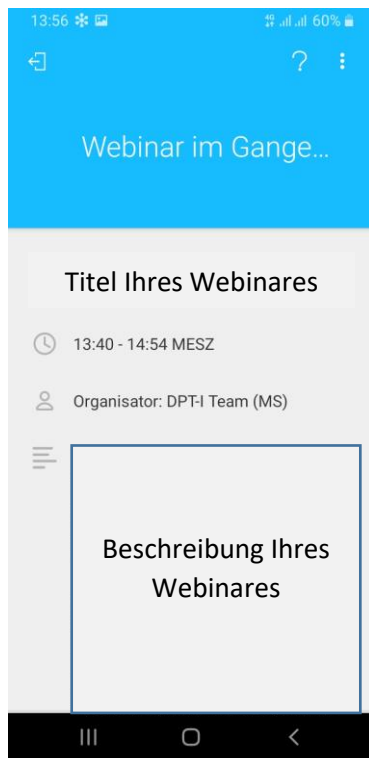 13:56 60%
?
Webinar im Gange...
Titel Ihres Webinares
13:40 - 14:54 MESZ
Organisator: DPT-I Team (MS)
Beschreibung Ihres
Webinares